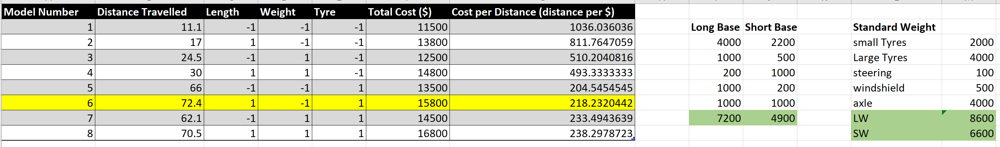 Model Number Distance Travelled Length Weight Tyre Total Cost ($) Cost per Distance (distance per $)
1 11.1 -1 -1 -1 11500 1036.036036 Long Base Short Base Standard Weight
2 17 1 -1 -1 13800 811.7647059 4000 2200 small Tyres 2000
3 24.5 -1 1 -1 12500 510.2040816 1000 500 Large Tyres 4000
4 30 1 1 -1 14800 493.3333333 200 1000 steering 100
5 66 -1 -1 1 13500 204.5454545 1000 200 windshield 500
6 72.4 1 -1 1 15800 218.2320442 1000 1000 axle 4000
7 62.1 -1 1 1 14500 233.4943639 7200 4900 LW 8600
8 70.5 1 1 1 16800 238.2978723 SW 6600